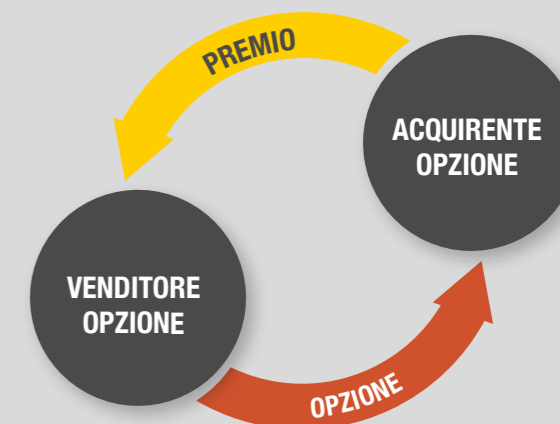 PREMIO
ACQUIRENTE
OPZIONE
VENDITORE
OPZIONE
OPZIONE